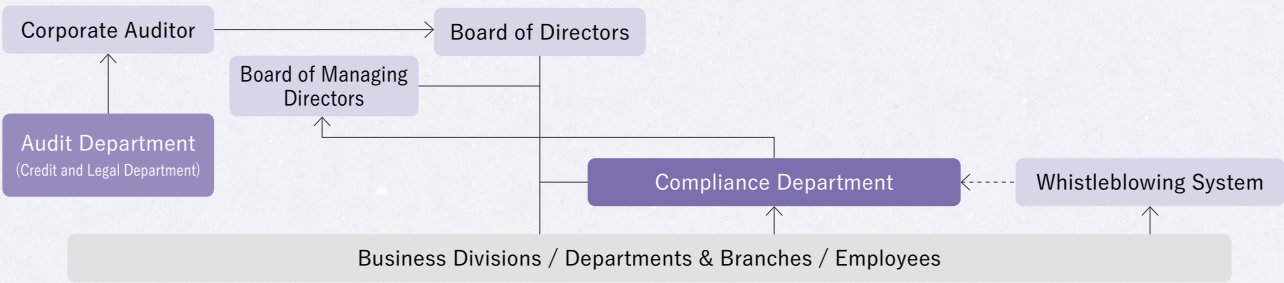 Corporate Auditor
Board of Directors
Board of Managing
Directors
Audit Department
(Credit and Legal Department)
Compliance Department
Whistleblowing System
Business Divisions / Departments & Branches / Employees